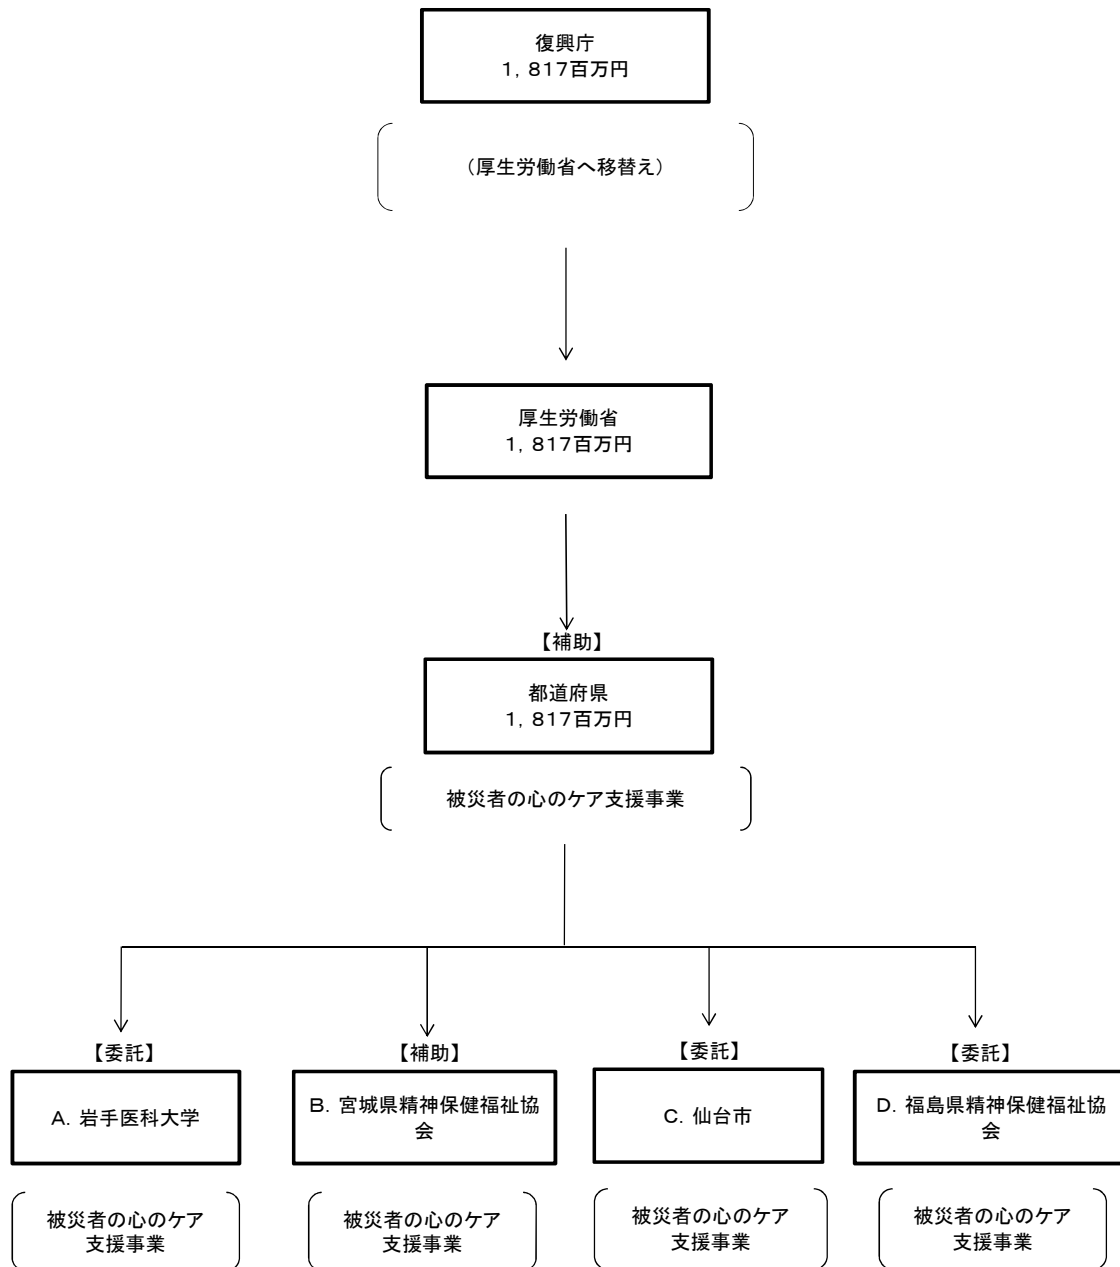 復興庁
1，817百万円
（厚生労働省へ移替え）
厚生労働省
1，817百万円
【補助】
都道府県
1，817百万円
被災者の心のケア支援事業
【委託】
A．岩手医科大学
被災者の心のケア
支援事業
【補助】
B．宮城県精神保健福祉協
会
被災者の心のケア
支援事業
【委託】
C．仙台市
被災者の心のケア
支援事業
【委託】
D．福島県精神保健福祉協
会
被災者の心のケア
支援事業